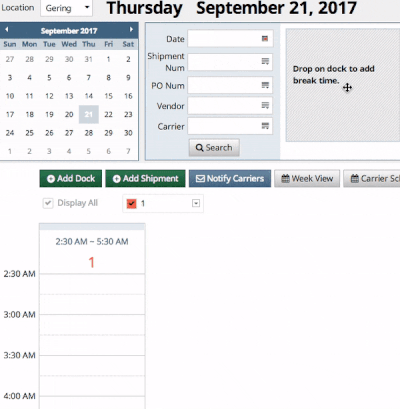 Location Gering Thursday September 21, 2017
September 2017
Sun Mon Tue Wed Thu Fri Sat
27 28 29 30 31 1 2
3 4 5 6 7 8 9
10 11 12 13 14 15 16
17 18 19 20 21 22 23
24 25 26 27 28 29 30
1 2 3 4 5 6 7
Date
Shipment
Num
PO Num
Vendor
Carrier
Search
Drop on dock to add
break time.
Add Dock Add Shipment Notify Carriers Week View Carrier Sc
Display All 1
2:30 AM – 5:30 AM
1
2:30 AM
3:00 AM
3:30 AM
4:00 AM